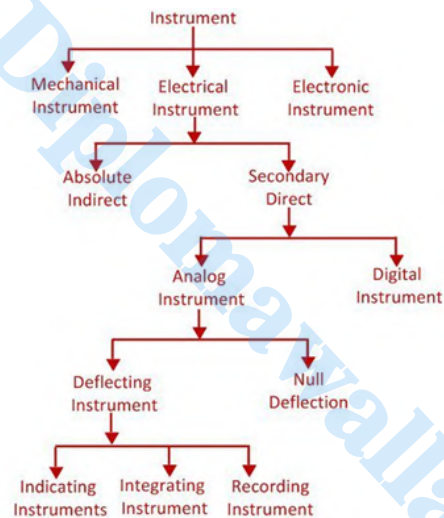 Instrument
Mechanical
Instrument
Electrical
Instrument
Electronic
Instrument
Absolute
Indirect
Secondary
Direct
Analog
Instrument
Digital
Instrument
Deflecting
Instrument
Null
Deflection
Indicating
Instruments
Integrating
Instrument
Recording
Instrument
Diplomawalla